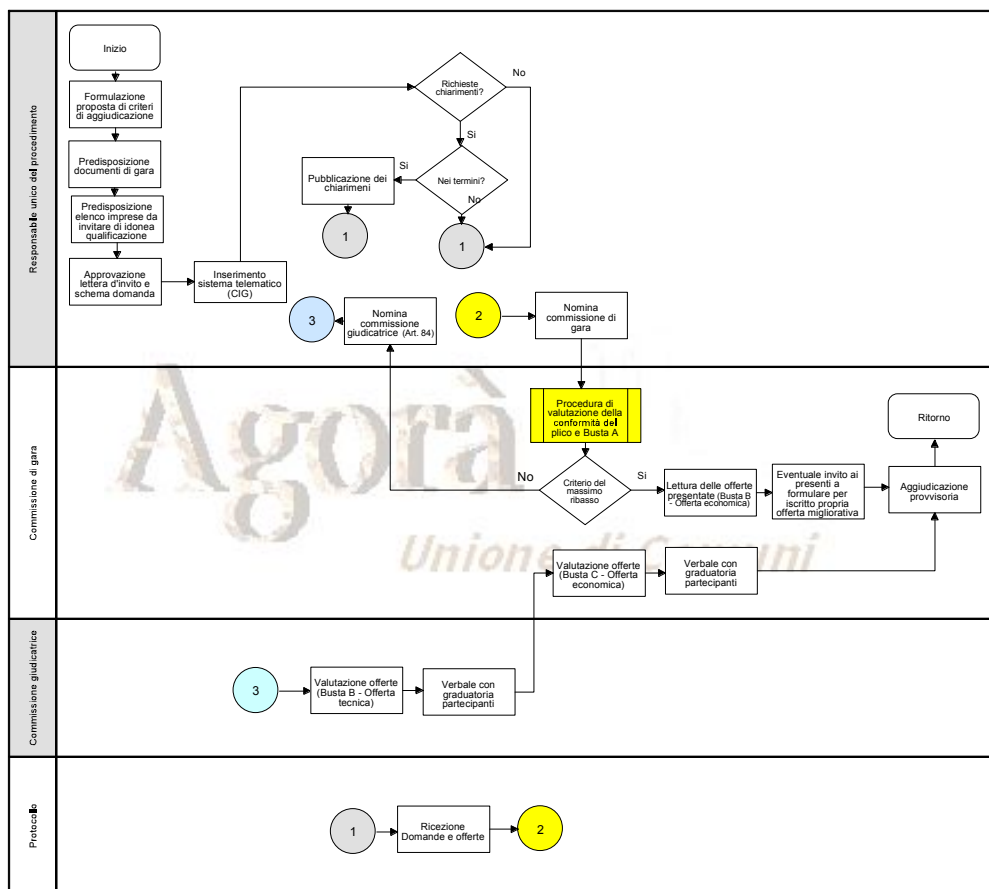 Responsabile unico del procedimento
Inizio
Formulazione
proposta di criteri
di aggiudicazione
Predisposizione
documenti di gara
Predisposizione
elenco imprese da
invitare di idonea
qualificazione
Approvazione
lettera d'invito e
schema domanda
Inserimento
sistema telematico
(CIG)
Richieste
chiarimenti?
No
Si
Nei termini?
Si
No
Pubblicazione dei
chiarimeni
1
1
3
Nomina
commissione
giudicatrice (Art. 84)
2
Nomina
commissione di
gara
Commissione di gara
Agorà
Unione di Comuni
Procedura di
valutazione della
conformità del
plico e Busta A
Criterio del
massimo
ribasso
No
Si
Lettura delle offerte
presentate (Busta B
- Offerta economica)
Eventuale invito ai
presenti a
formulare per
iscritto propria
offerta migliorativa
Aggiudicazione
provvisoria
Ritorno
Valutazione offerte
(Busta C - Offerta
economica)
Verbale con
graduatoria
partecipanti
Commissione giudicatrice
3
Valutazione offerte
(Busta B - Offerta
tecnica)
Verbale con
graduatoria
partecipanti
Protocollo
1
Ricezione
Domande e offerte
2